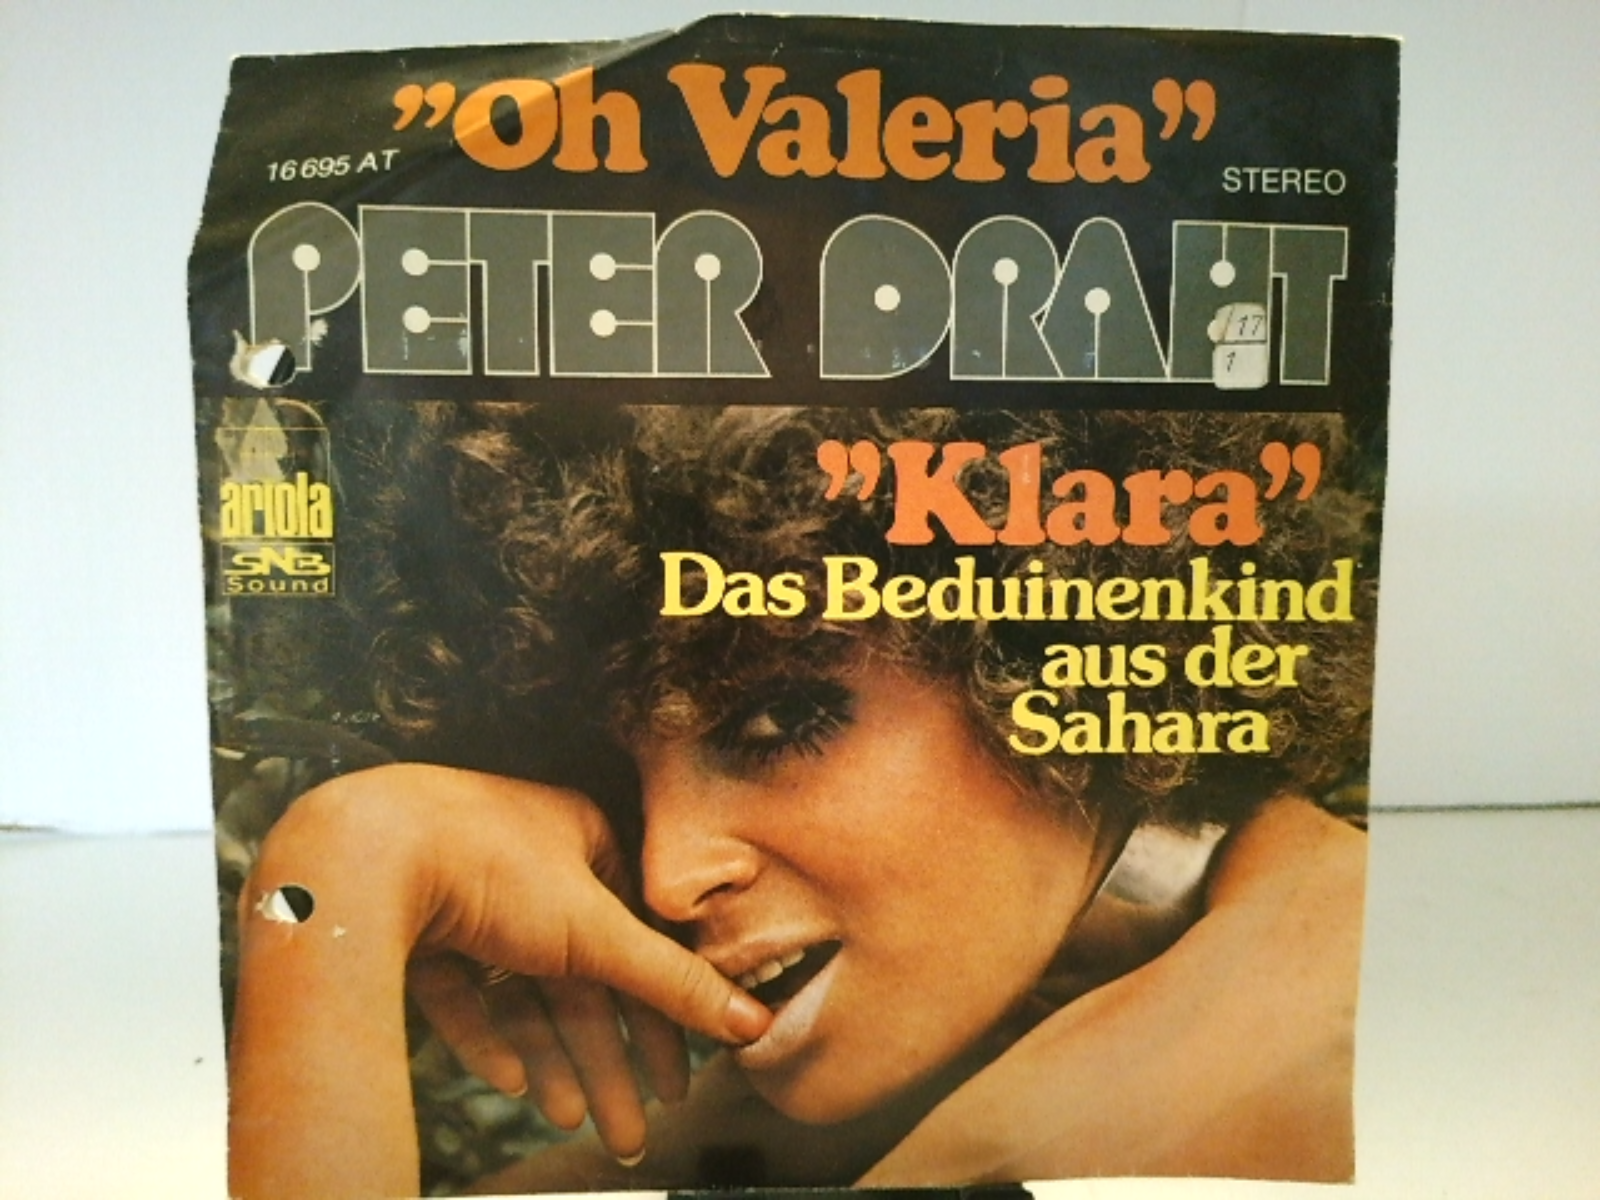 ”Oh Valeria”
16 695 AT
STEREO
PETER DRAHT
17
1
”Klara”
Das Beduinenkind
aus der
Sahara
ariola
SNB
Sound